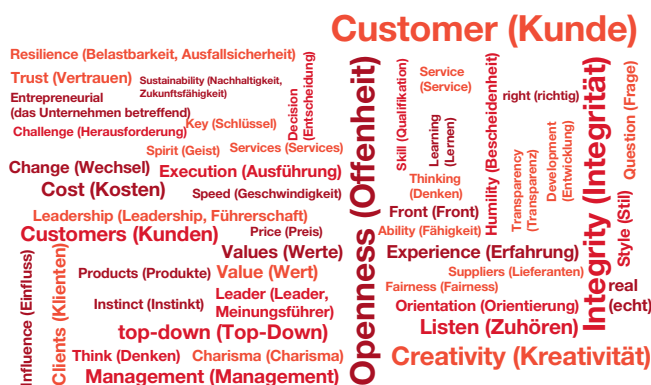 Customer (Kunde)
Resilience (Belastbarkeit, Ausfallsicherheit)
Trust (Vertrauen)
Sustainability (Nachhaltigkeit,
Zukunftsfähigkeit)
Entrepreneurial
(das Unternehmen betreffend)
Challenge (Herausforderung)
Key (Schlüssel)
Decision
(Entscheidung)
Spirit (Geist)
Services (Services)
Change (Wechsel)
Execution (Ausführung)
Cost (Kosten)
Speed (Geschwindigkeit)
Leadership (Leadership, Führerschaft)
Customers (Kunden)
Price (Preis)
Values (Werte)
Products (Produkte)
Value (Wert)
Influence (Einfluss)
Clients (Klienten)
Instinct (Instinkt)
Leader (Leader,
Meinungsführer)
top-down (Top-Down)
Think (Denken)
Charisma (Charisma)
Management (Management)
Openness (Offenheit)
Skill (Qualifikation)
Service
(Service)
Learning
(Lernen)
Thinking
(Denken)
Humility (Bescheidenheit)
right (richtig)
Transparency
(Transparenz)
Development
(Entwicklung)
Integrity (Integrität)
Question (Frage)
Style (Stil)
Front (Front)
Ability (Fähigkeit)
Experience (Erfahrung)
Suppliers (Lieferanten)
Fairness (Fairness)
real
(echt)
Orientation (Orientierung)
Listen (Zuhören)
Creativity (Kreativität)